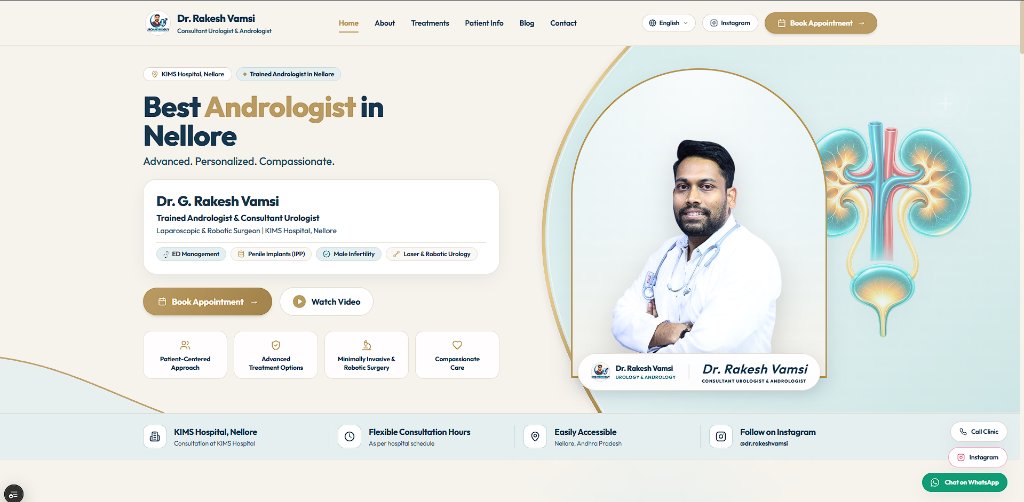 Dr. Rakesh Vamsi
Consultant Urologist & Andrologist
Home
About
Treatments
Patient Info
Blog
Contact
English
Instagram
Book Appointment →
KIMS Hospital, Nellore
Trained Andrologist in Nellore
Best Andrologist in
Nellore
Advanced. Personalized. Compassionate.
Dr. G. Rakesh Vamsi
Trained Andrologist & Consultant Urologist
Laparoscopic & Robotic Surgeon | KIMS Hospital, Nellore
ED Management
Penile Implants (IPP)
Male Infertility
Laser & Robotic Urology
Book Appointment →
Watch Video
Patient-Centered
Approach
Advanced
Treatment Options
Minimally Invasive &
Robotic Surgery
Compassionate
Care
Dr. Rakesh Vamsi
UROLOGY & ANDROLOGY
Dr. Rakesh Vamsi
CONSULTANT UROLOGIST & ANDROLOGIST
KIMS Hospital, Nellore
Consultation at KIMS Hospital
Flexible Consultation Hours
As per hospital schedule
Easily Accessible
Nellore, Andhra Pradesh
Follow on Instagram
@dr.rakeshvamsi
Call Clinic
Instagram
Chat on WhatsApp